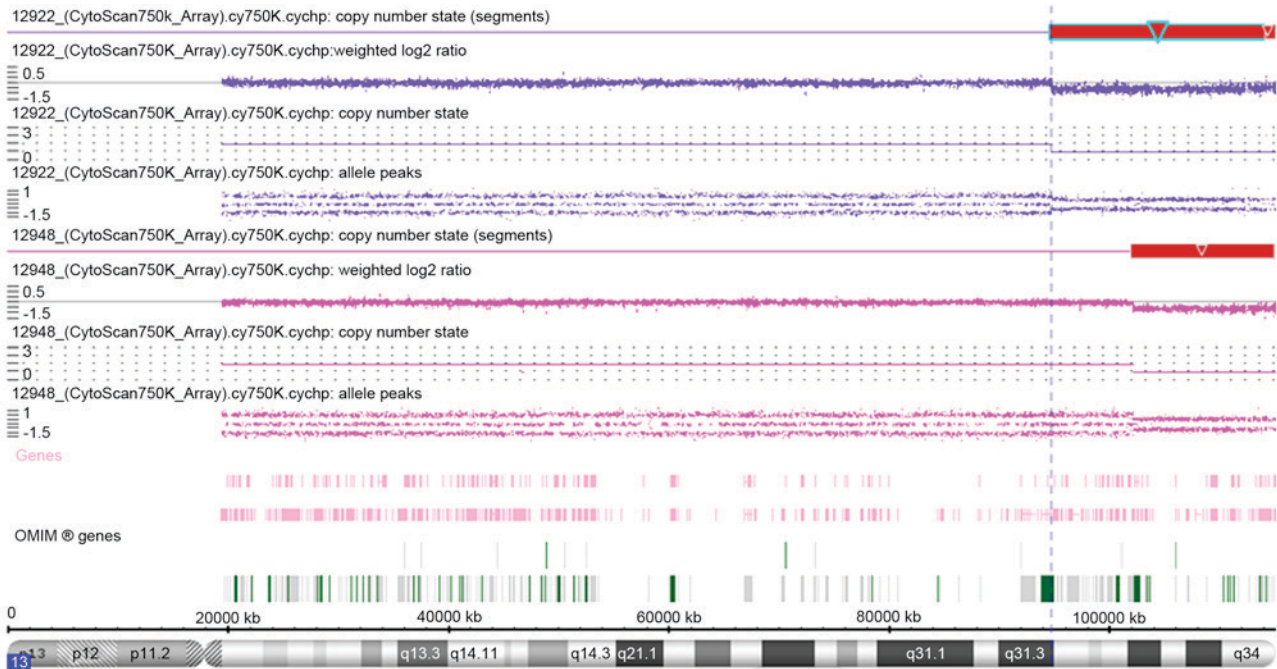 12922_(CytoScan750k_Array).cy750K.cychp: copy number state (segments)
12922_(CytoScan750K_Array).cy750K.cychp:weighted log2 ratio
0.5
-1.5
12922_(CytoScan750K_Array).cy750K.cychp: copy number state
3
0
12922_(CytoScan750K_Array).cy750K.cychp: allele peaks
1
-1.5
12948_(CytoScan750K_Array).cy750K.cychp: copy number state (segments)
12948_(CytoScan750K_Array).cy750K.cychp: weighted log2 ratio
0.5
-1.5
12948_(CytoScan750K_Array).cy750K.cychp: copy number state
3
0
12948_(CytoScan750K_Array).cy750K.cychp: allele peaks
1
-1.5
Genes
OMIM ® genes
0 20000 kb 40000 kb 60000 kb 80000 kb 100000 kb
p13 p12 p11.2 q13.3 q14.11 q14.3 q21.1 q31.1 q31.3 q34
13